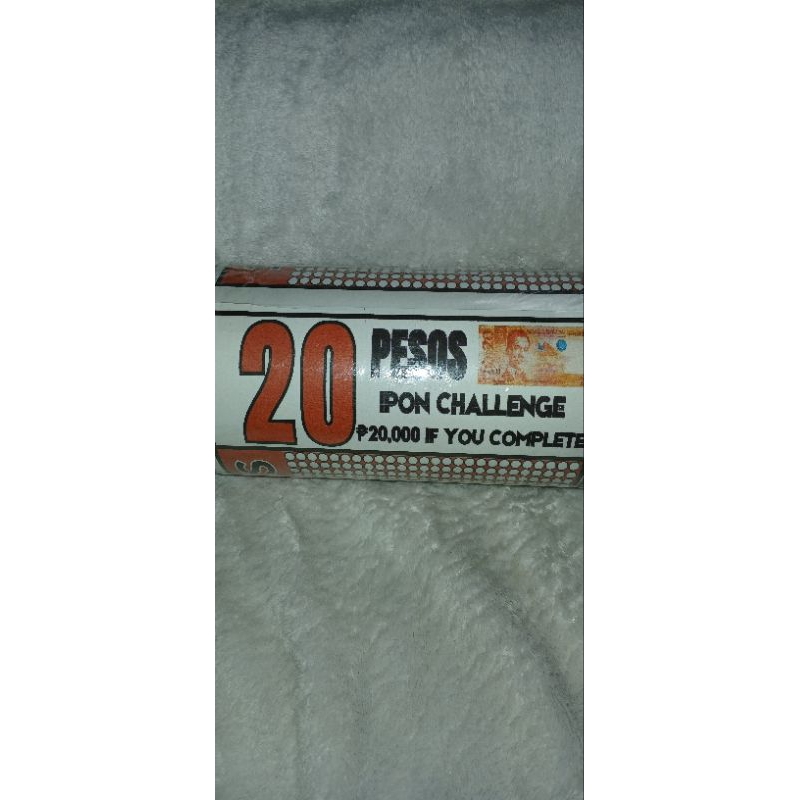 20 PESOS
IPON CHALLENGE
₱20,000 IF YOU COMPLETE
S